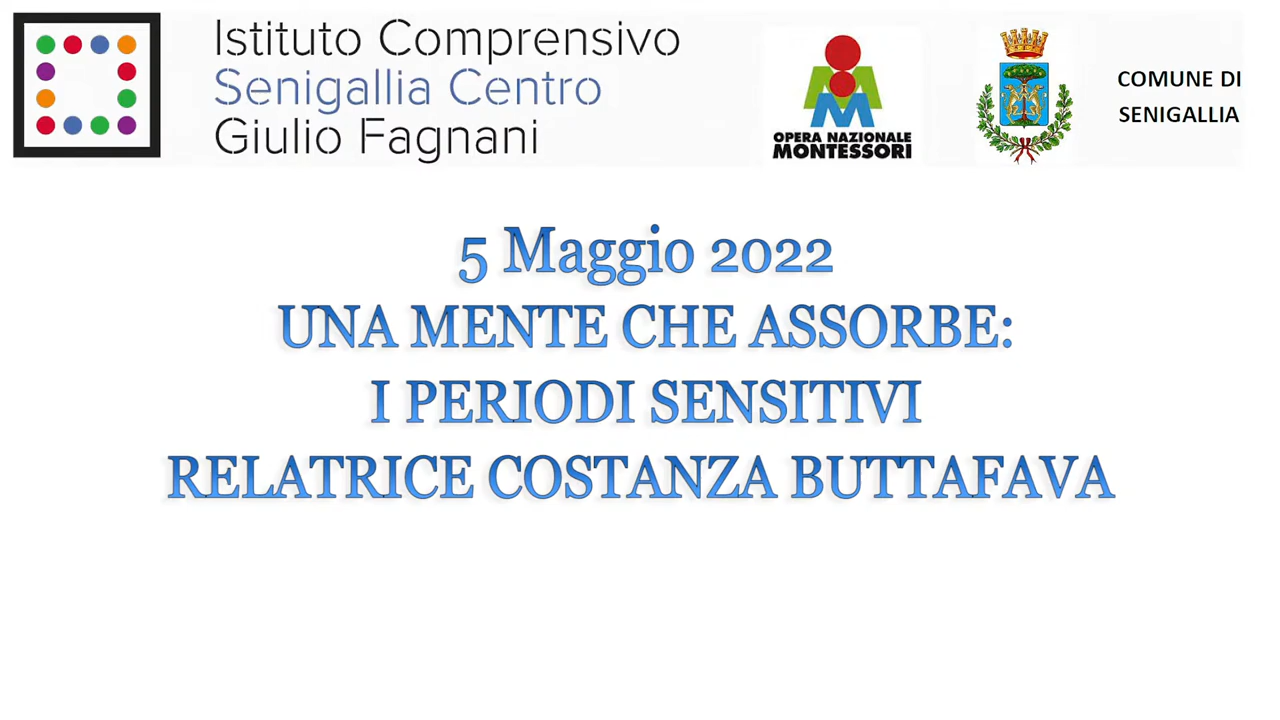 Istituto Comprensivo
Senigallia Centro
Giulio Fagnani
OPERA NAZIONALE
MONTESSORI
COMUNE DI
SENIGALLIA
5 Maggio 2022
UNA MENTE CHE ASSORBE:
I PERIODI SENSITIVI
RELATRICE COSTANZA BUTTAFAVA